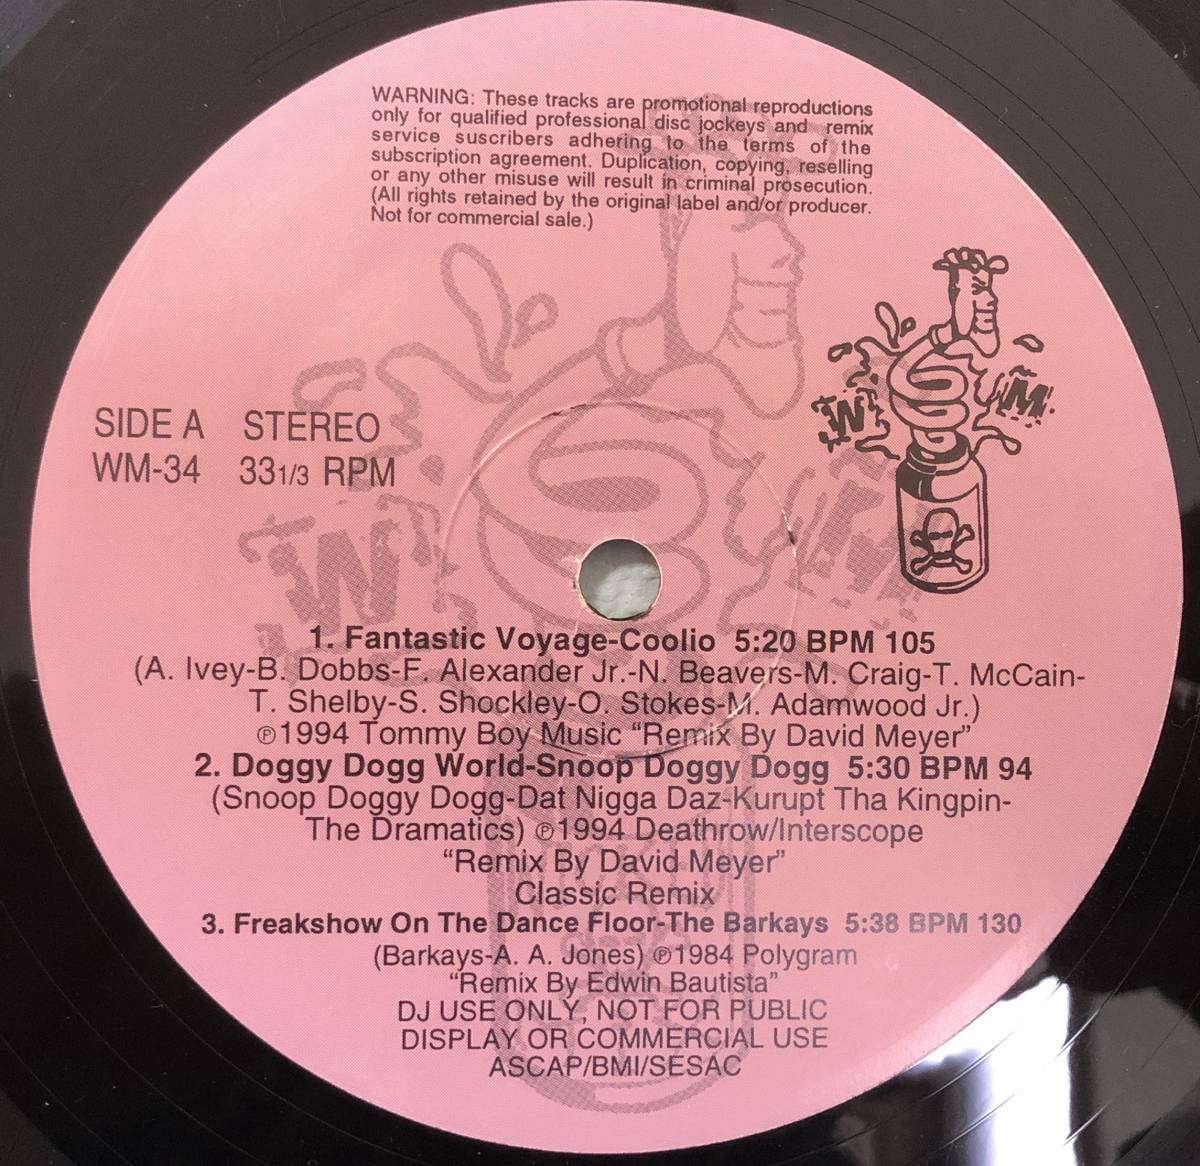 WARNING: These tracks are promotional reproductions
only for qualified professional disc jockeys and remix
service suscribers adhering to the terms of the
subscription agreement. Duplication, copying, reselling
or any other misuse will result in criminal prosecution.
(All rights retained by the original label and/or producer.
Not for commercial sale.)
W M.
SIDE A STEREO
WM-34 33 1/3 RPM
W M
1. Fantastic Voyage-Coolio 5:20 BPM 105
(A. Ivey-B. Dobbs-F. Alexander Jr.-N. Beavers-M. Craig-T. McCain-
T. Shelby-S. Shockley-O. Stokes-M. Adamwood Jr.)
℗1994 Tommy Boy Music “Remix By David Meyer”
2. Doggy Dogg World-Snoop Doggy Dogg 5:30 BPM 94
(Snoop Doggy Dogg-Dat Nigga Daz-Kurupt Tha Kingpin-
The Dramatics) ℗1994 Deathrow/Interscope
“Remix By David Meyer”
Classic Remix
3. Freakshow On The Dance Floor-The Barkays 5:38 BPM 130
(Barkays-A. A. Jones) ℗1984 Polygram
“Remix By Edwin Bautista”
DJ USE ONLY, NOT FOR PUBLIC
DISPLAY OR COMMERCIAL USE
ASCAP/BMI/SESAC